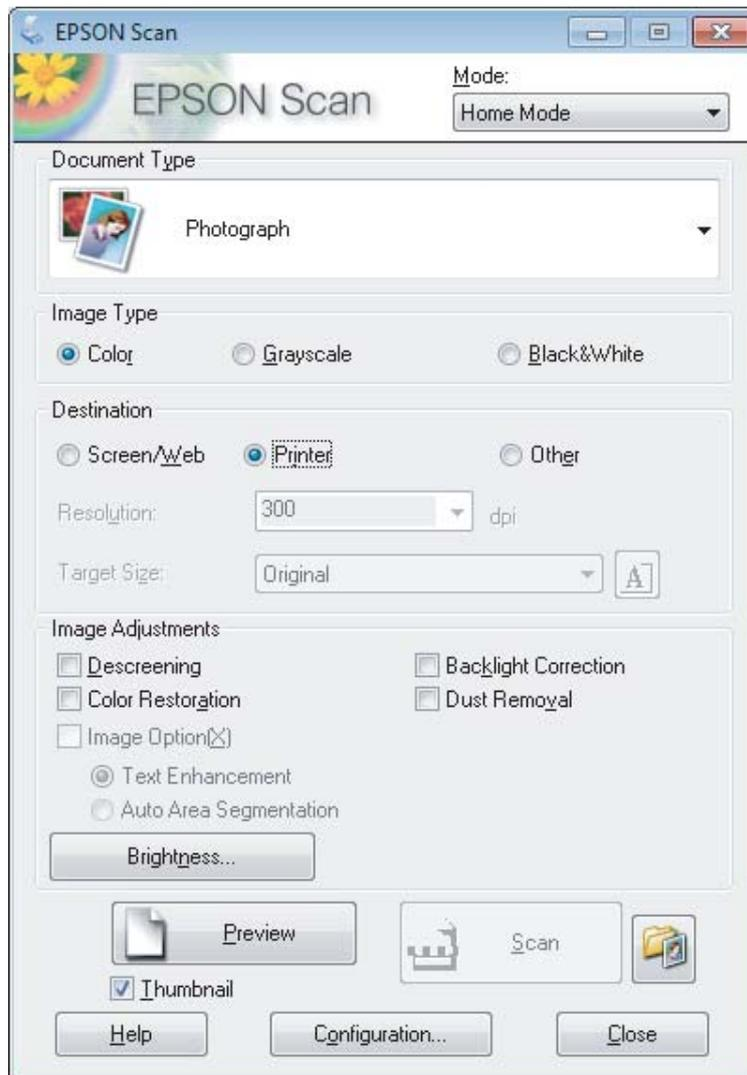 EPSON Scan
EPSON Scan
Mode:
Home Mode
Document Type
Photograph
Image Type
Color Grayscale Black&White
Destination
Screen/Web Printer Other
Resolution: 300 dpi
Target Size: Original A
Image Adjustments
Descreening Backlight Correction
Color Restoration Dust Removal
Image Option(X)
Text Enhancement
Auto Area Segmentation
Brightness...
Preview Scan
Thumbnail
Help Configuration... Close